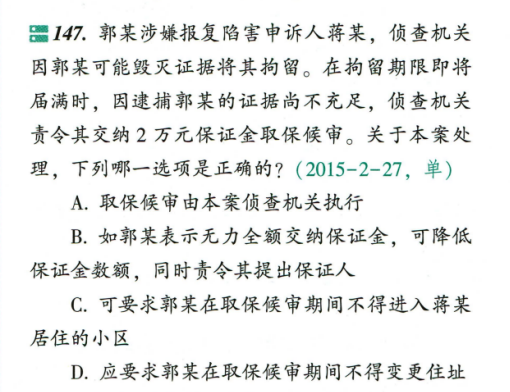 147. 郭某涉嫌报复陷害申诉人蒋某，侦查机关
因郭某可能毁灭证据将其拘留。在拘留期限即将
届满时，因逮捕郭某的证据尚不充足，侦查机关
责令其交纳2万元保证金取保候审。关于本案处
理，下列哪一选项是正确的？（2015-2-27，单）
A. 取保候审由本案侦查机关执行
B. 如郭某表示无力全额交纳保证金，可降低
保证金数额，同时责令其提出保证人
C. 可要求郭某在取保候审期间不得进入蒋某
居住的小区
D. 应要求郭某在取保候审期间不得变更住址